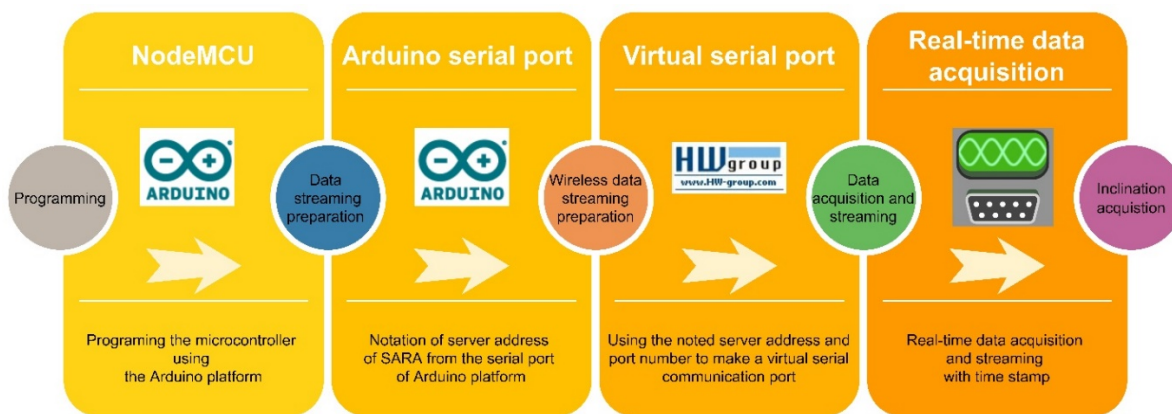 NodeMCU
Arduino serial port
Virtual serial port
Real-time data
acquisition
ARDUINO
ARDUINO
HWgroup
www.HW-group.com
Programming
Data
streaming
preparation
Wireless data
streaming
preparation
Data
acquisition and
streaming
Inclination
acquistion
Programing the microcontroller
using
the Arduino platform
Notation of server address
of SARA from the serial port
of Arduino platform
Using the noted server address and
port number to make a virtual serial
communication port
Real-time data acquisition
and streaming
with time stamp